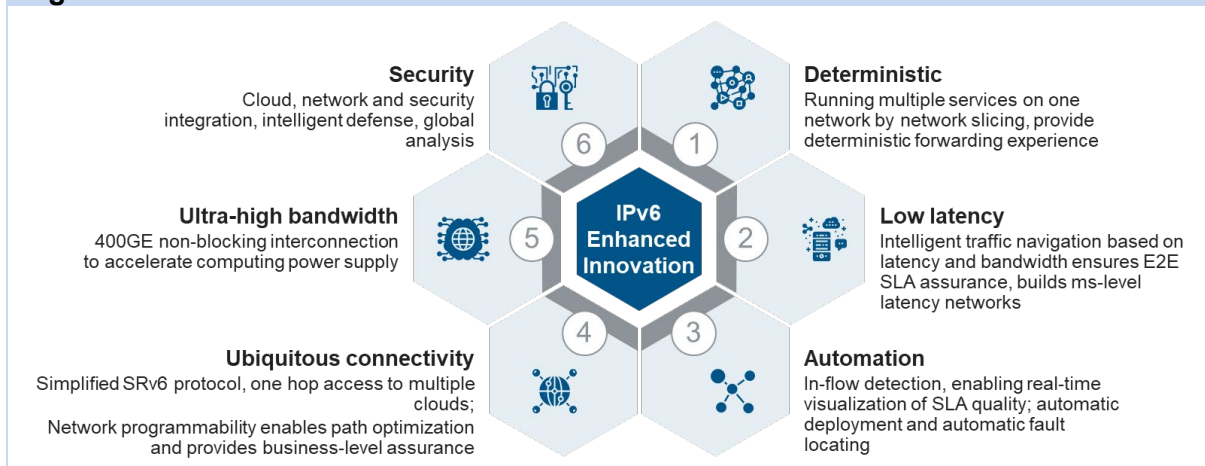 Security
Cloud, network and security
integration, intelligent defense, global
analysis
6
1
Deterministic
Running multiple services on one
network by network slicing, provide
deterministic forwarding experience
Ultra-high bandwidth
400GE non-blocking interconnection
to accelerate computing power supply
5
IPv6
Enhanced
Innovation
2
Low latency
Intelligent traffic navigation based on
latency and bandwidth ensures E2E
SLA assurance, builds ms-level
latency networks
Ubiquitous connectivity
Simplified SRv6 protocol, one hop access to multiple
clouds;
Network programmability enables path optimization
and provides business-level assurance
4
3
Automation
In-flow detection, enabling real-time
visualization of SLA quality; automatic
deployment and automatic fault
locating